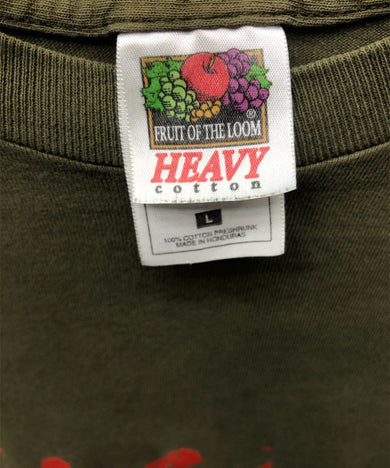 FRUIT OF THE LOOM
®
HEAVY
cotton
L
100% COTTON PRESHRUNK
MADE IN HONDURAS